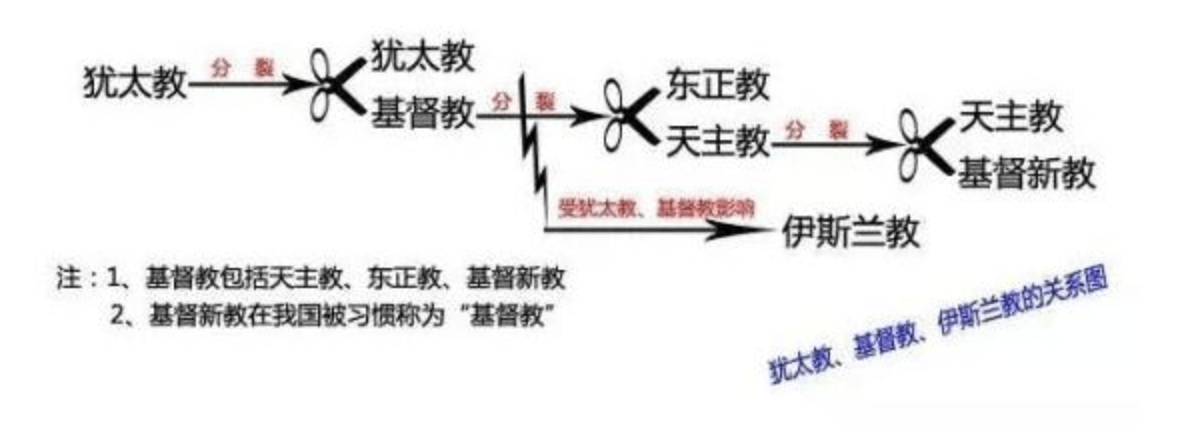 犹太教
分 裂
犹太教
基督教
分 裂
东正教
天主教
分 裂
天主教
基督新教
受犹太教、基督教影响
伊斯兰教
注：1、基督教包括天主教、东正教、基督新教
2、基督新教在我国被习惯称为“基督教”
犹太教、基督教、伊斯兰教的关系图